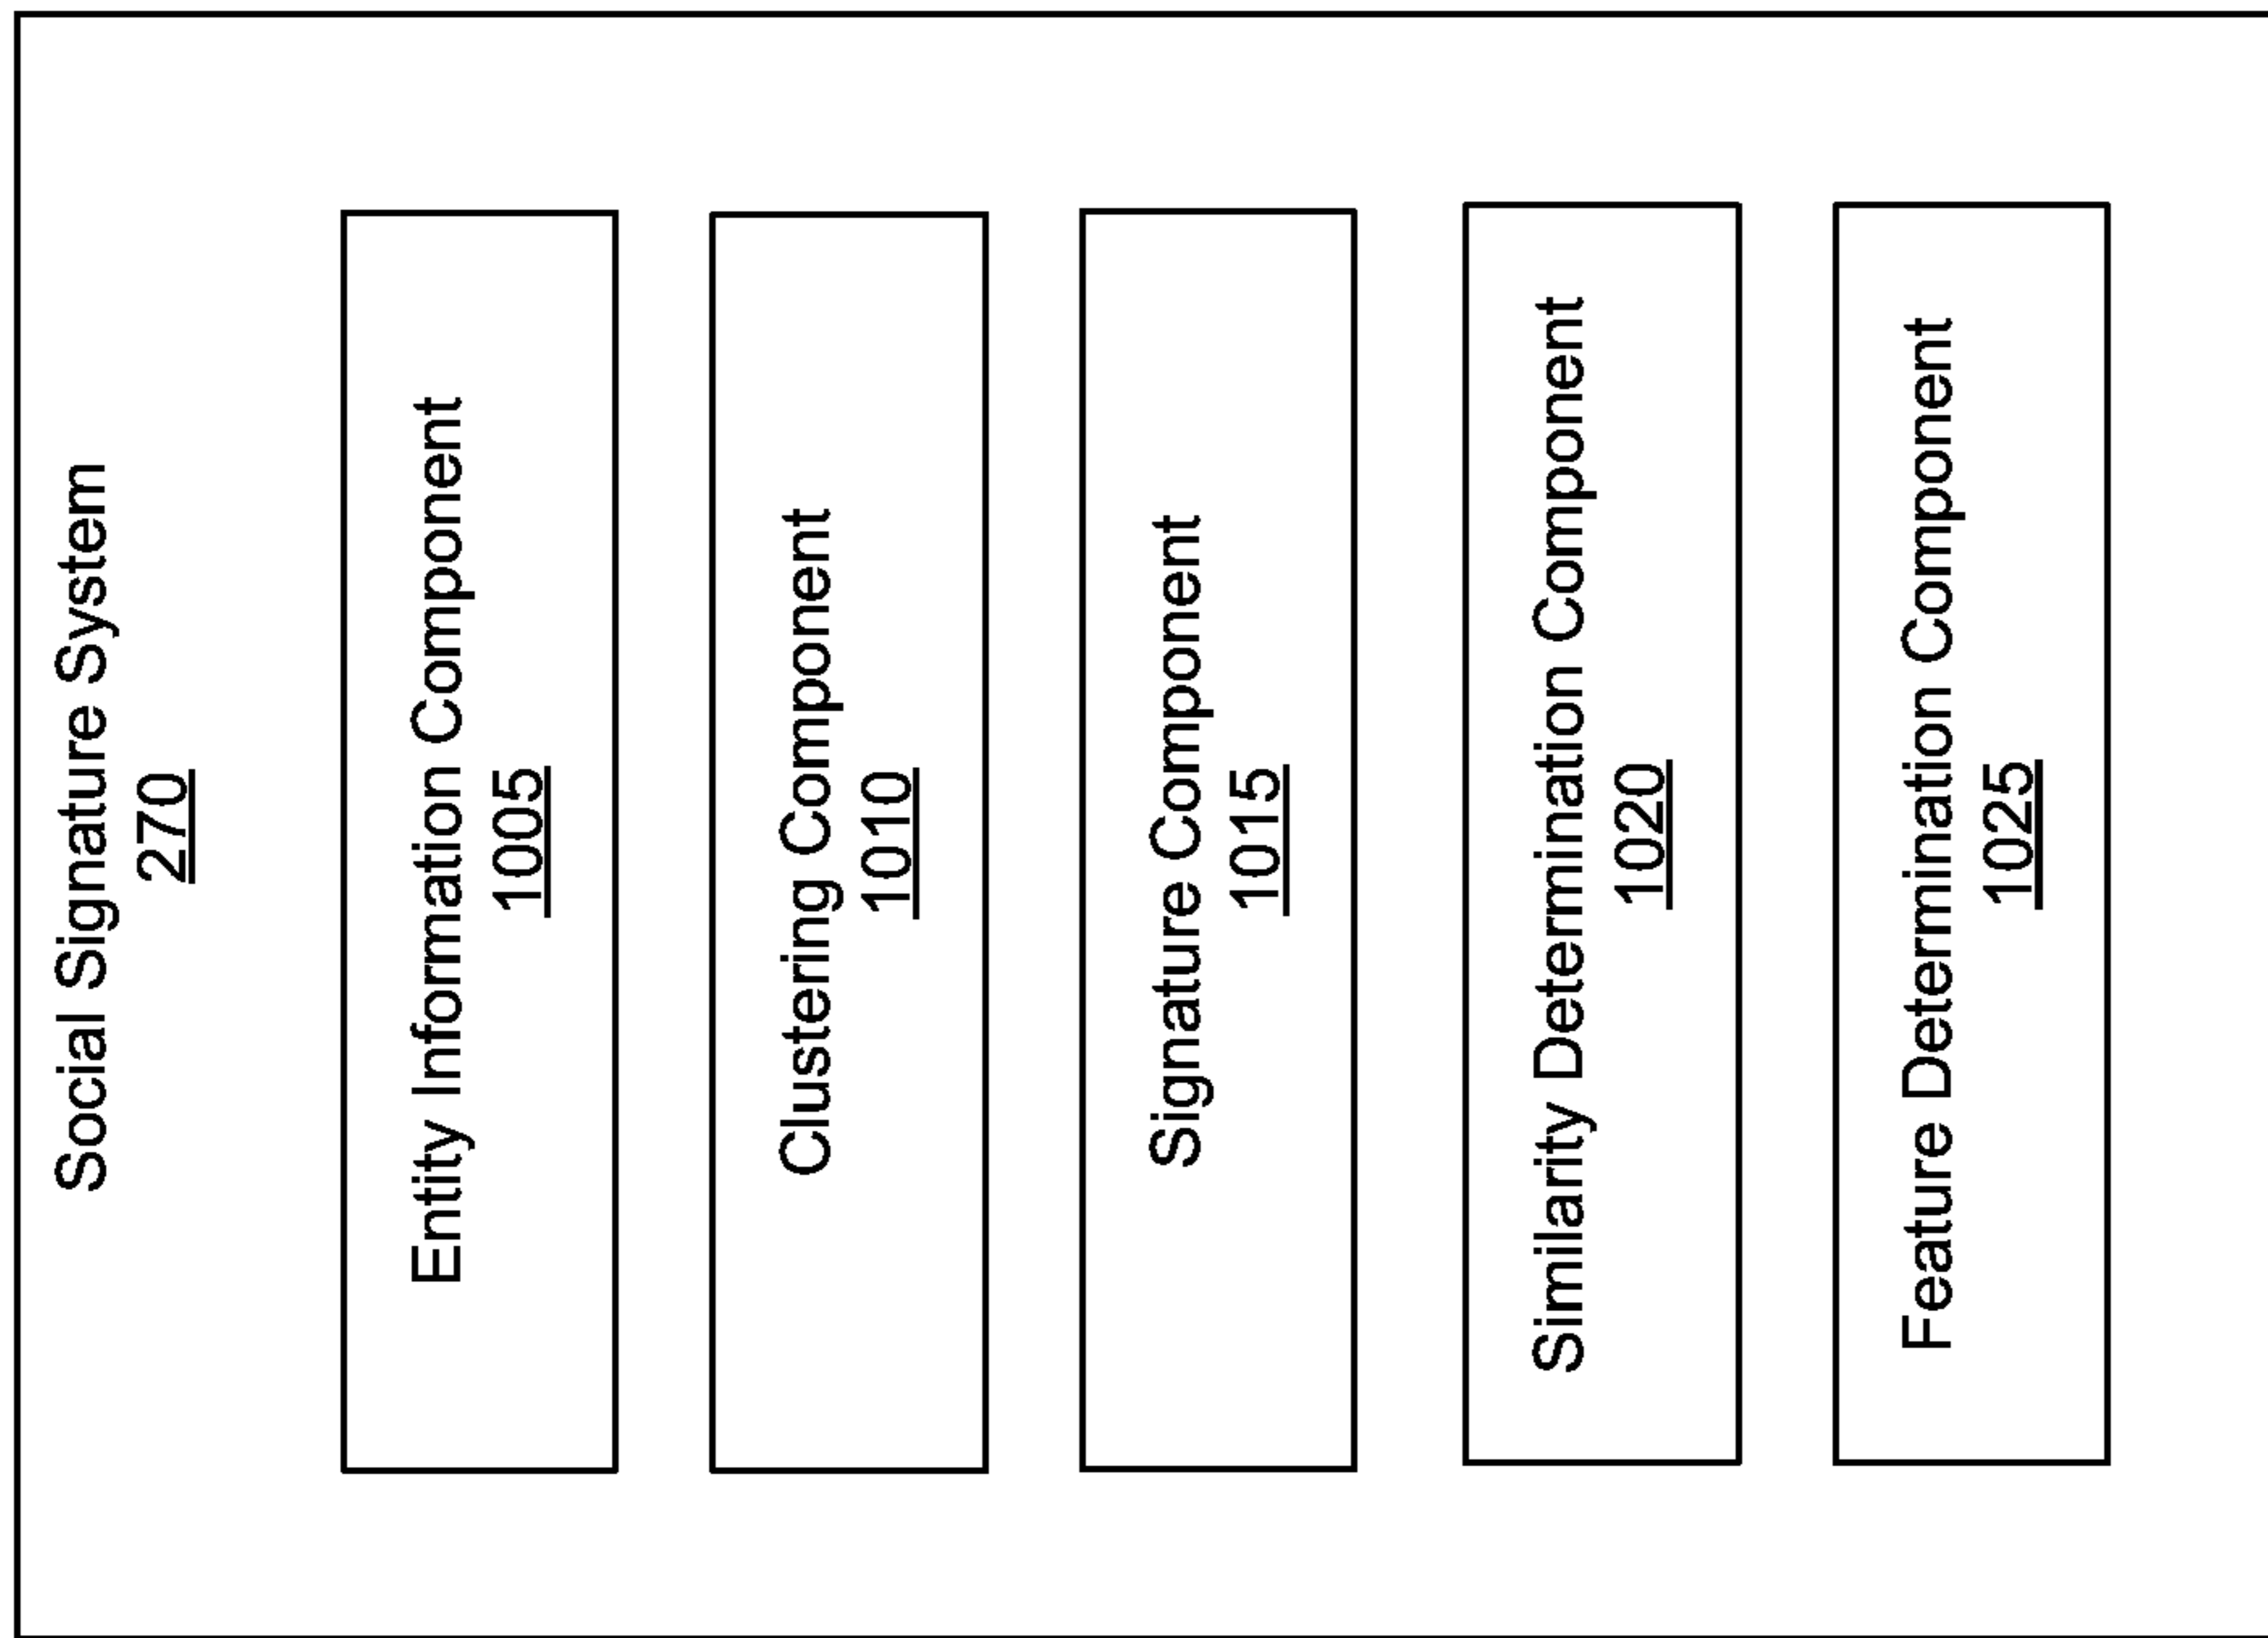 Social Signature System
270
Entity Information Component
1005
Clustering Component
1010
Signature Component
1015
Similarity Determination Component
1020
Feature Determination Component
1025